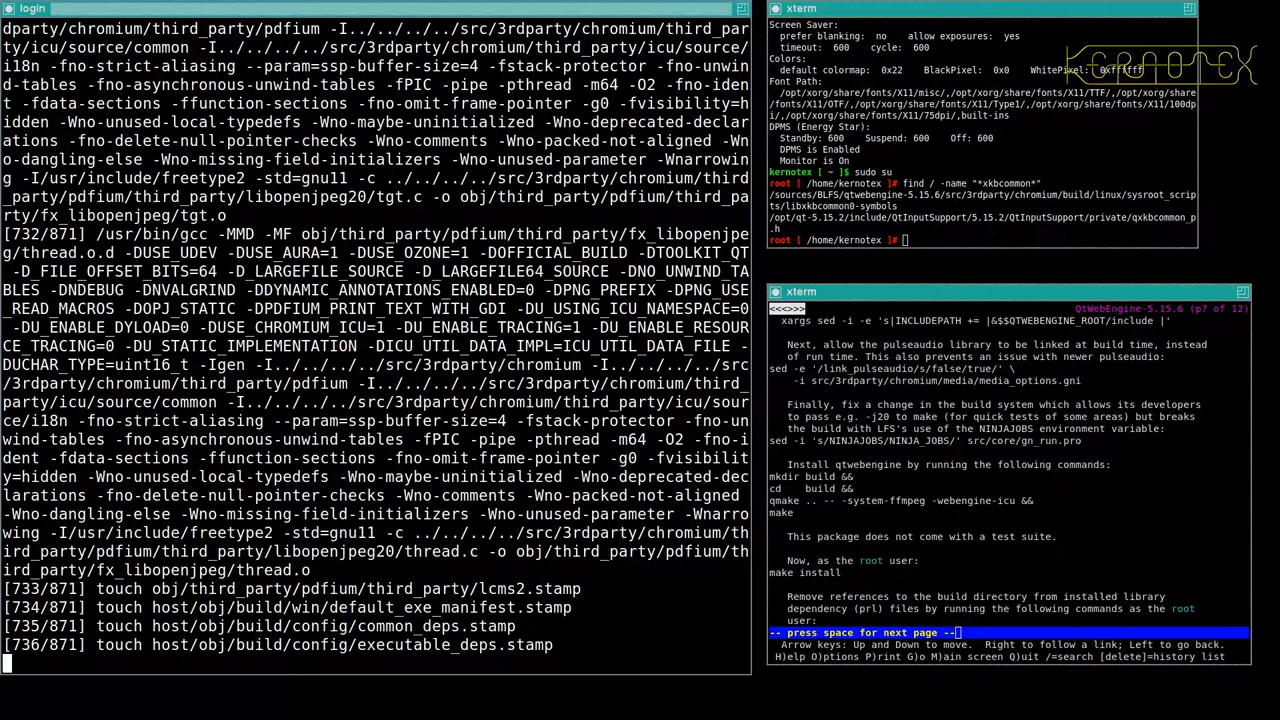 login
dparty/chromium/third_party/pdfium -I../../../../src/3rdparty/chromium/third_par
ty/icu/source/common -I../../../../src/3rdparty/chromium/third_party/icu/source/
i18n -fno-strict-aliasing --param=ssp-buffer-size=4 -fstack-protector -fno-unwin
d-tables -fno-asynchronous-unwind-tables -fPIC -pipe -pthread -m64 -O2 -fno-iden
t -fdata-sections -ffunction-sections -fno-omit-frame-pointer -g0 -fvisibility=h
idden -Wno-unused-local-typedefs -Wno-maybe-uninitialized -Wno-deprecated-declar
ations -fno-delete-null-pointer-checks -Wno-comments -Wno-packed-not-aligned -Wn
o-dangling-else -Wno-missing-field-initializers -Wno-unused-parameter -Wnarrowin
g -I/usr/include/freetype2 -std=gnu11 -c ../../../../src/3rdparty/chromium/third
_party/pdfium/third_party/libopenjpeg20/tgt.c -o obj/third_party/pdfium/third_pa
rty/fx_libopenjpeg/tgt.o
[732/871] /usr/bin/gcc -MMD -MF obj/third_party/pdfium/third_party/fx_libopenjpe
g/thread.o.d -DUSE_UDEV -DUSE_AURA=1 -DUSE_OZONE=1 -DOFFICIAL_BUILD -DTOOLKIT_QT
-D_FILE_OFFSET_BITS=64 -D_LARGEFILE_SOURCE -D_LARGEFILE64_SOURCE -DNO_UNWIND_TA
BLES -DNDEBUG -DNVALGRIND -DDYNAMIC_ANNOTATIONS_ENABLED=0 -DPNG_PREFIX -DPNG_USE
_READ_MACROS -DOPJ_STATIC -DPDFIUM_PRINT_TEXT_WITH_GDI -DU_USING_ICU_NAMESPACE=0
-DU_ENABLE_DYLOAD=0 -DUSE_CHROMIUM_ICU=1 -DU_ENABLE_TRACING=1 -DU_ENABLE_RESOUR
CE_TRACING=0 -DU_STATIC_IMPLEMENTATION -DICU_UTIL_DATA_IMPL=ICU_UTIL_DATA_FILE -
DUCHAR_TYPE=uint16_t -Igen -I../../../../src/3rdparty/chromium -I../../../../src
/3rdparty/chromium/third_party/pdfium -I../../../../src/3rdparty/chromium/third_
party/icu/source/common -I../../../../src/3rdparty/chromium/third_party/icu/sour
ce/i18n -fno-strict-aliasing --param=ssp-buffer-size=4 -fstack-protector -fno-un
wind-tables -fno-asynchronous-unwind-tables -fPIC -pipe -pthread -m64 -O2 -fno-i
dent -fdata-sections -ffunction-sections -fno-omit-frame-pointer -g0 -fvisibilit
y=hidden -Wno-unused-local-typedefs -Wno-maybe-uninitialized -Wno-deprecated-dec
larations -fno-delete-null-pointer-checks -Wno-comments -Wno-packed-not-aligned
-Wno-dangling-else -Wno-missing-field-initializers -Wno-unused-parameter -Wnarro
wing -I/usr/include/freetype2 -std=gnu11 -c ../../../../src/3rdparty/chromium/th
ird_party/pdfium/third_party/libopenjpeg20/thread.c -o obj/third_party/pdfium/th
ird_party/fx_libopenjpeg/thread.o
[733/871] touch obj/third_party/pdfium/third_party/lcms2.stamp
[734/871] touch host/obj/build/win/default_exe_manifest.stamp
[735/871] touch host/obj/build/config/common_deps.stamp
[736/871] touch host/obj/build/config/executable_deps.stamp
xterm
Screen Saver:
prefer blanking:  no    allow exposures:  yes
timeout:  600    cycle:  600
Colors:
default colormap: 0x22    BlackPixel: 0x0    WhitePixel: 0xffffff
Font Path:
/opt/xorg/share/fonts/X11/misc/,/opt/xorg/share/fonts/X11/TTF/,/opt/xorg/share
/fonts/X11/OTF/,/opt/xorg/share/fonts/X11/Type1/,/opt/xorg/share/fonts/X11/100dp
i/,/opt/xorg/share/fonts/X11/75dpi/,built-ins
DPMS (Energy Star):
Standby: 600    Suspend: 600    Off: 600
DPMS is Enabled
Monitor is On
kernotex [ ~ ]$ sudo su
root [ /home/kernotex ]# find / -name "*xkbcommon*"
/sources/BLFS/qtwebengine-5.15.6/src/3rdparty/chromium/build/linux/sysroot_scrip
ts/libxkbcommon0-symbols
/opt/qt-5.15.2/include/QtInputSupport/5.15.2/QtInputSupport/private/qxkbcommon_p
.h
root [ /home/kernotex ]#
KERNOTEX
xterm
<<<>>> QtWebEngine-5.15.6 (p7 of 12)
xargs sed -i -e 's|INCLUDEPATH += |&$$QTWEBENGINE_ROOT/include |'
Next, allow the pulseaudio library to be linked at build time, instead
of run time. This also prevents an issue with newer pulseaudio:
sed -e '/link_pulseaudio/s/false/true/' \
-i src/3rdparty/chromium/media/media_options.gni
Finally, fix a change in the build system which allows its developers
to pass e.g. -j20 to make (for quick tests of some areas) but breaks
the build with LFS's use of the NINJAJOBS environment variable:
sed -i 's/NINJAJOBS/NINJA_JOBS/' src/core/gn_run.pro
Install qtwebengine by running the following commands:
mkdir build &&
cd    build &&
qmake .. -- -system-ffmpeg -webengine-icu &&
make
This package does not come with a test suite.
Now, as the root user:
make install
Remove references to the build directory from installed library
dependency (prl) files by running the following commands as the root
user:
-- press space for next page --
Arrow keys: Up and Down to move.  Right to follow a link; Left to go back.
H)elp O)ptions P)rint G)o M)ain screen Q)uit /=search [delete]=history list